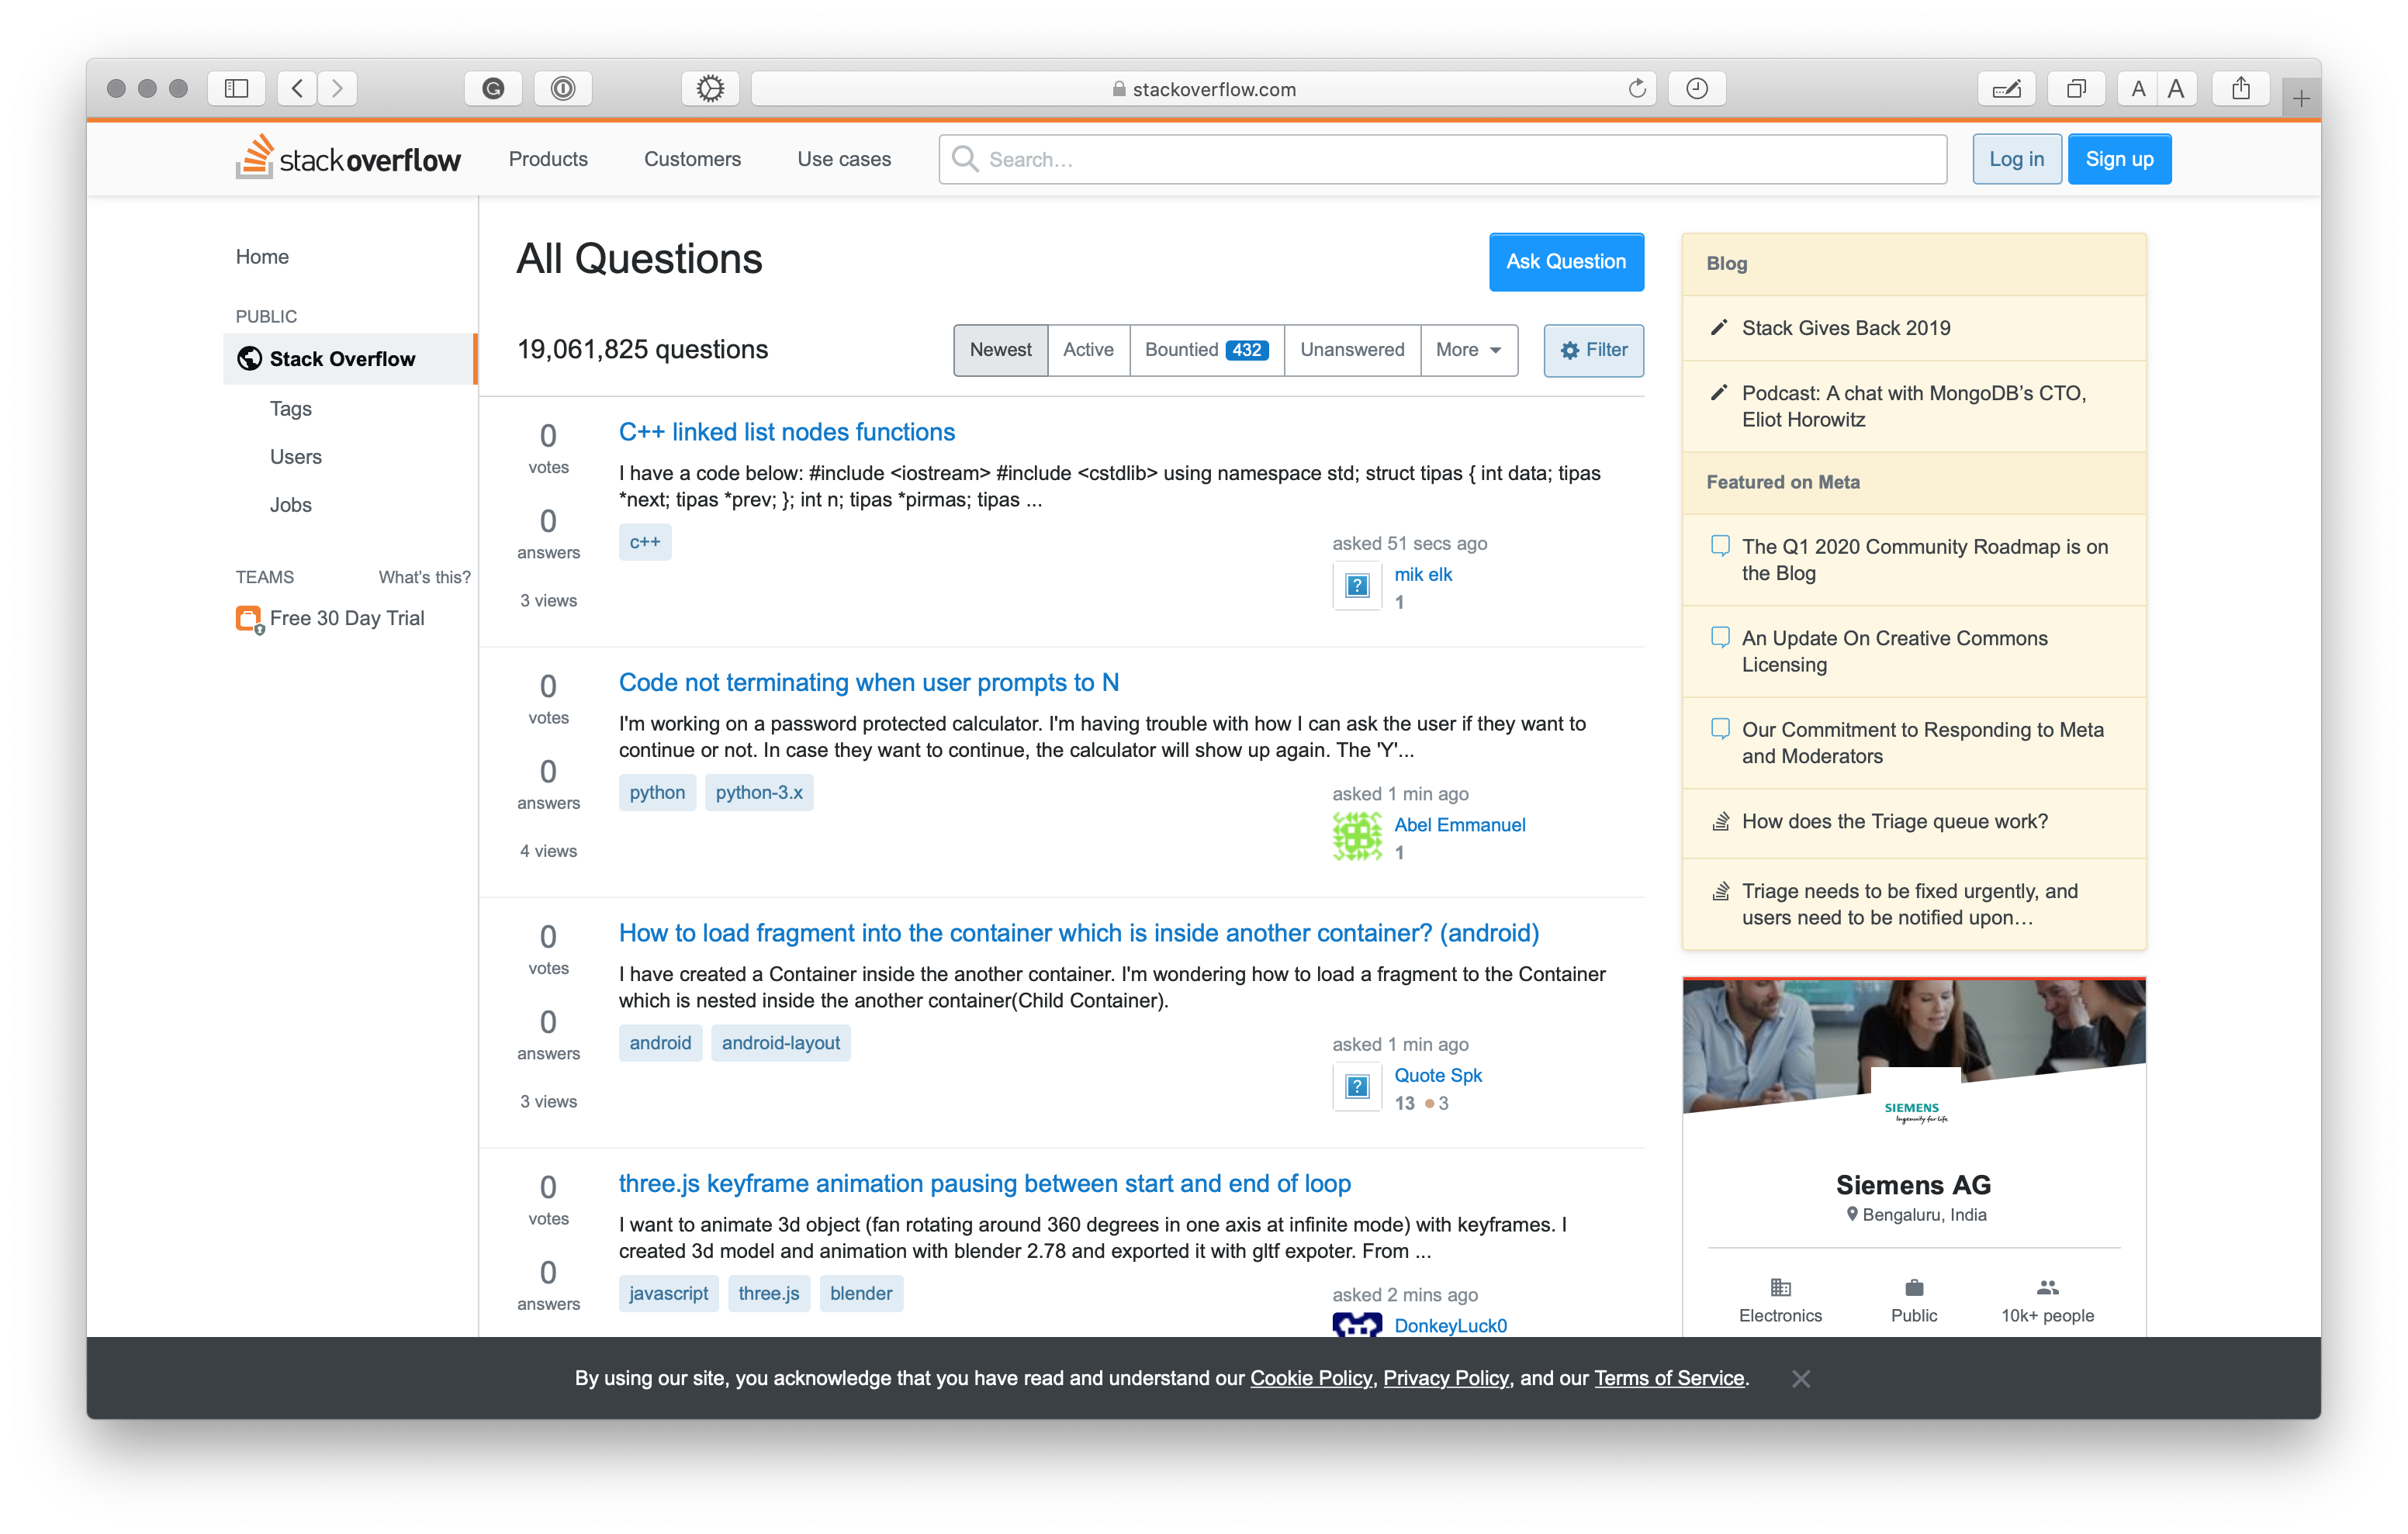 stackoverflow.com
A A
stackoverflow
Products
Customers
Use cases
Search…
Log in
Sign up
Home
PUBLIC
Stack Overflow
Tags
Users
Jobs
TEAMS
What's this?
Free 30 Day Trial
All Questions
Ask Question
19,061,825 questions
Newest
Active
Bountied 432
Unanswered
More
Filter
0
votes
0
answers
3 views
C++ linked list nodes functions
I have a code below: #include <iostream> #include <cstdlib> using namespace std; struct tipas { int data; tipas
*next; tipas *prev; }; int n; tipas *pirmas; tipas ...
c++
asked 51 secs ago
mik elk
1
0
votes
0
answers
4 views
Code not terminating when user prompts to N
I'm working on a password protected calculator. I'm having trouble with how I can ask the user if they want to
continue or not. In case they want to continue, the calculator will show up again. The 'Y'...
python
python-3.x
asked 1 min ago
Abel Emmanuel
1
0
votes
0
answers
3 views
How to load fragment into the container which is inside another container? (android)
I have created a Container inside the another container. I'm wondering how to load a fragment to the Container
which is nested inside the another container(Child Container).
android
android-layout
asked 1 min ago
Quote Spk
13 ● 3
0
votes
0
answers
three.js keyframe animation pausing between start and end of loop
I want to animate 3d object (fan rotating around 360 degrees in one axis at infinite mode) with keyframes. I
created 3d model and animation with blender 2.78 and exported it with gltf expoter. From ...
javascript
three.js
blender
asked 2 mins ago
DonkeyLuck0
Blog
Stack Gives Back 2019
Podcast: A chat with MongoDB's CTO,
Eliot Horowitz
Featured on Meta
The Q1 2020 Community Roadmap is on
the Blog
An Update On Creative Commons
Licensing
Our Commitment to Responding to Meta
and Moderators
How does the Triage queue work?
Triage needs to be fixed urgently, and
users need to be notified upon…
SIEMENS
Ingenuity for life
Siemens AG
Bengaluru, India
Electronics
Public
10k+ people
By using our site, you acknowledge that you have read and understand our Cookie Policy, Privacy Policy, and our Terms of Service.